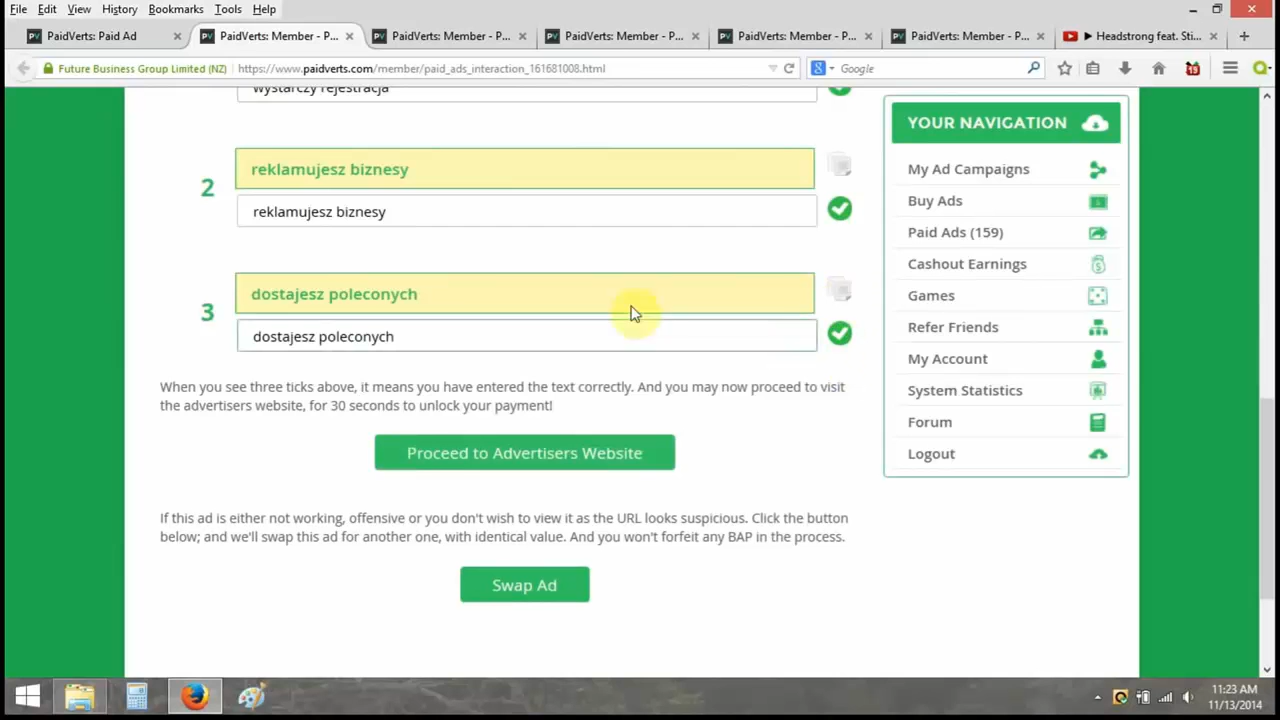 File Edit View History Bookmarks Tools Help
PaidVerts: Paid Ad
PaidVerts: Member - P...
PaidVerts: Member - P...
PaidVerts: Member - P...
PaidVerts: Member - P...
PaidVerts: Member - P...
Headstrong feat. Sti...
Future Business Group Limited (NZ)
https://www.paidverts.com/member/paid_ads_interaction_161681008.html
Google
wystarczy rejestracja
2
reklamujesz biznesy
reklamujesz biznesy
3
dostajesz poleconych
dostajesz poleconych
When you see three ticks above, it means you have entered the text correctly. And you may now proceed to visit
the advertisers website, for 30 seconds to unlock your payment!
Proceed to Advertisers Website
If this ad is either not working, offensive or you don't wish to view it as the URL looks suspicious. Click the button
below; and we'll swap this ad for another one, with identical value. And you won't forfeit any BAP in the process.
Swap Ad
YOUR NAVIGATION
My Ad Campaigns
Buy Ads
Paid Ads (159)
Cashout Earnings
Games
Refer Friends
My Account
System Statistics
Forum
Logout
11:23 AM
11/13/2014